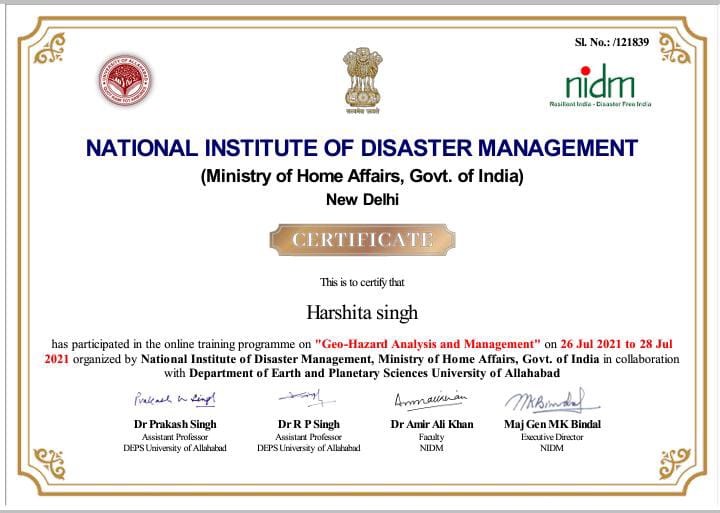 Sl. No.: /121839
UNIVERSITY OF ALLAHABAD
सत्यमेव जयते
nidm
Resilient India - Disaster Free India
NATIONAL INSTITUTE OF DISASTER MANAGEMENT
(Ministry of Home Affairs, Govt. of India)
New Delhi
CERTIFICATE
This is to certify that
Harshita singh
has participated in the online training programme on "Geo-Hazard Analysis and Management" on 26 Jul 2021 to 28 Jul
2021 organized by National Institute of Disaster Management, Ministry of Home Affairs, Govt. of India in collaboration
with Department of Earth and Planetary Sciences University of Allahabad
Dr Prakash Singh
Assistant Professor
DEPS University of Allahabad
Dr R P Singh
Assistant Professor
DEPS University of Allahabad
Dr Amir Ali Khan
Faculty
NIDM
Maj Gen MK Bindal
Executive Director
NIDM